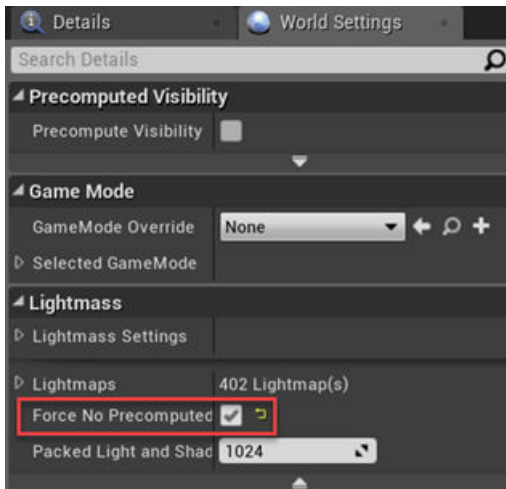 Details
World Settings
Search Details
Precomputed Visibility
Precompute Visibility
Game Mode
GameMode Override None
Selected GameMode
Lightmass
Lightmass Settings
Lightmaps 402 Lightmap(s)
Force No Precomputed
Packed Light and Shad 1024